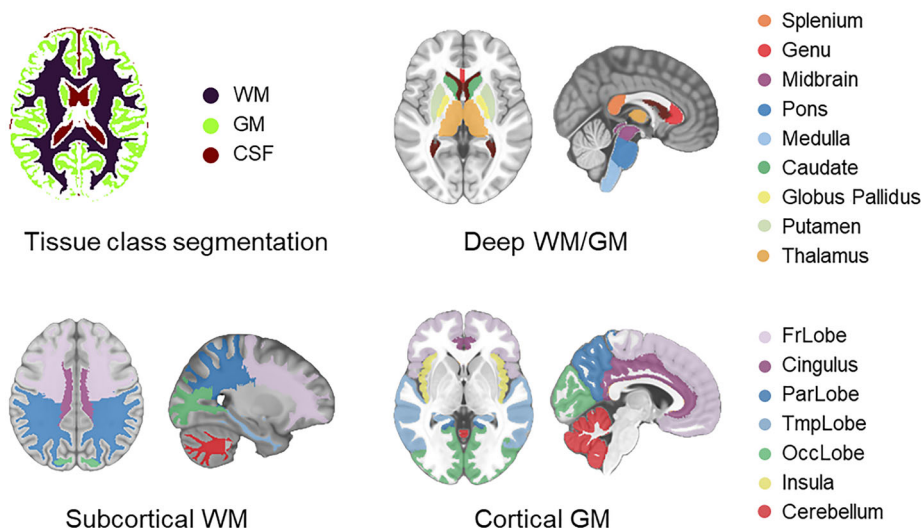 WM
GM
CSF
Tissue class segmentation
Deep WM/GM
Splenium
Genu
Midbrain
Pons
Medulla
Caudate
Globus Pallidus
Putamen
Thalamus
Subcortical WM
Cortical GM
FrLobe
Cingulus
ParLobe
TmpLobe
OccLobe
Insula
Cerebellum